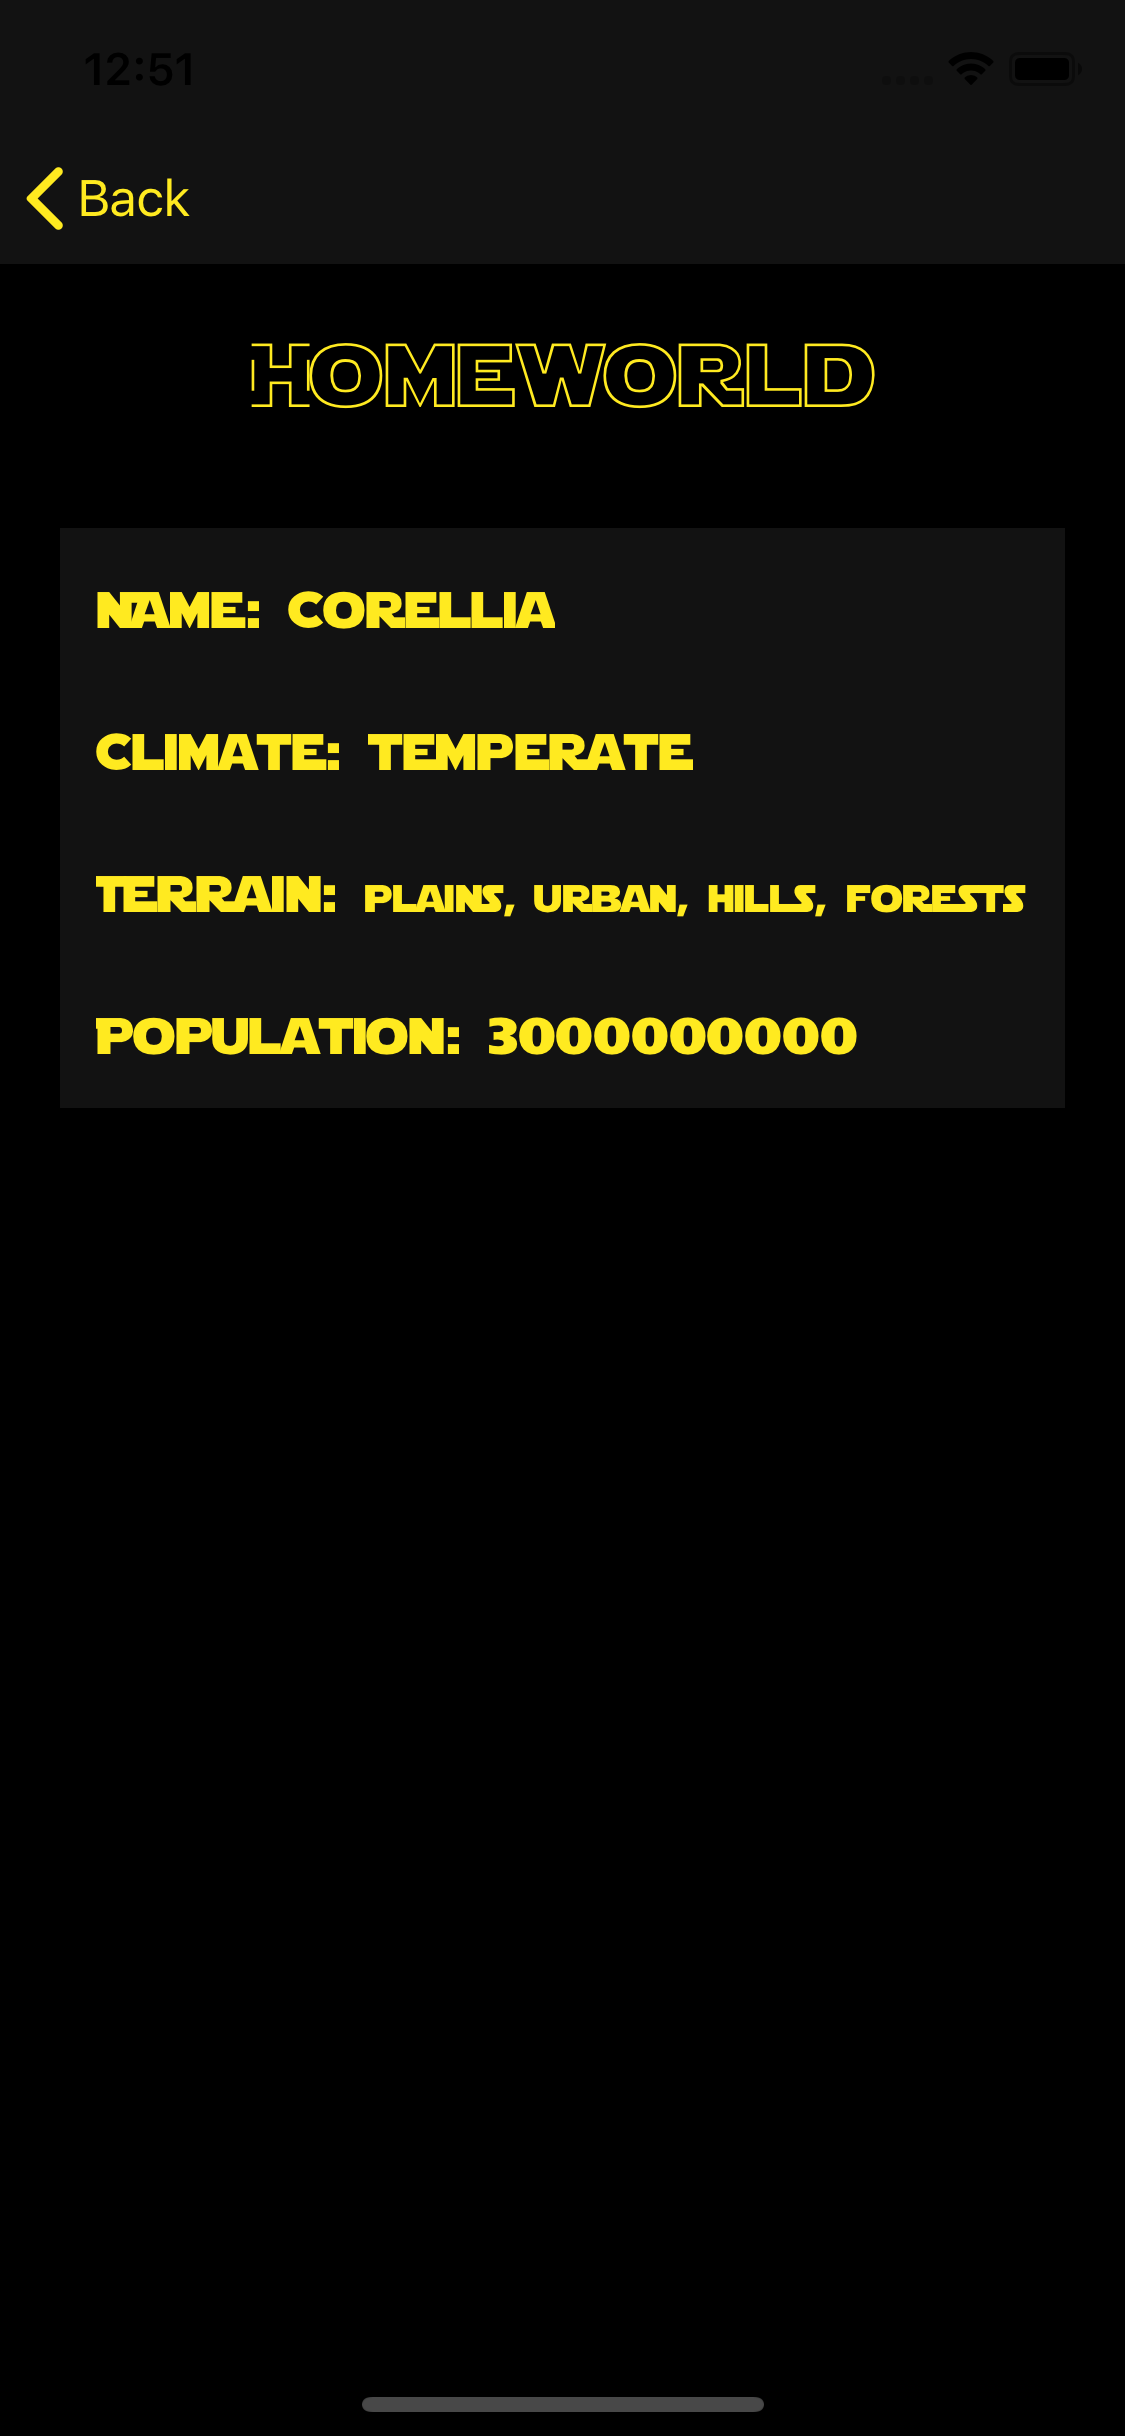 12:51
Back
HOMEWORLD
NAME: CORELLIA
CLIMATE: TEMPERATE
TERRAIN: PLAINS, URBAN, HILLS, FORESTS
POPULATION: 3000000000